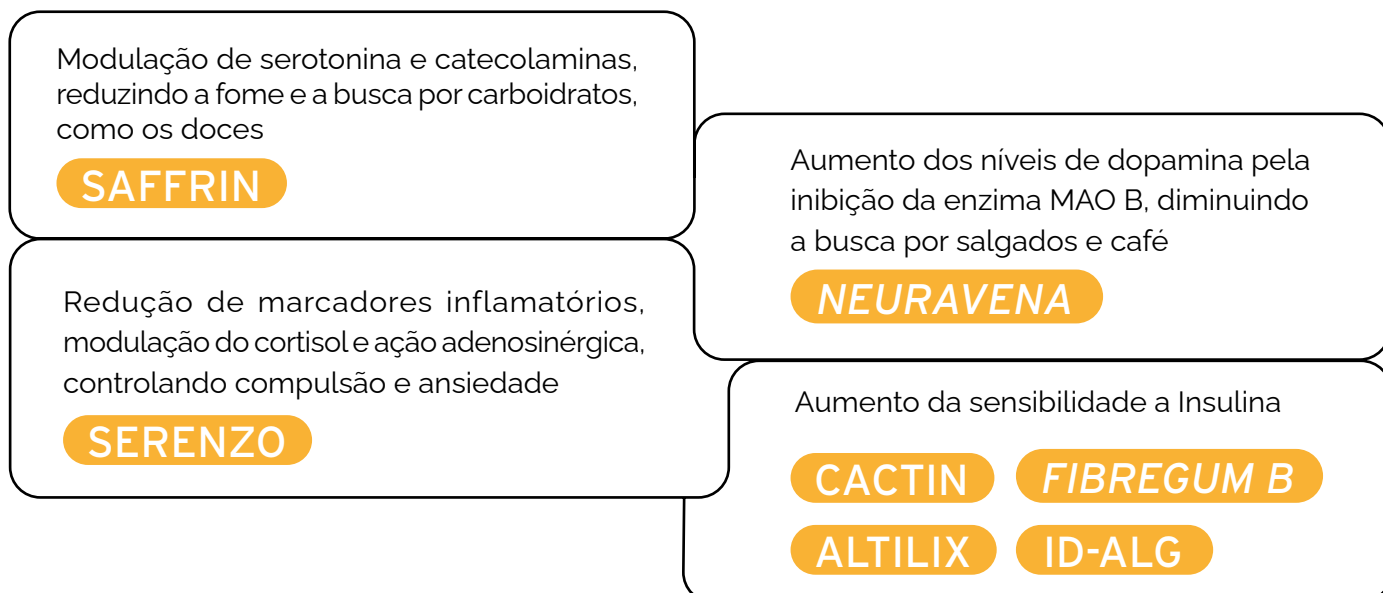 Modulação de serotonina e catecolaminas,
reduzindo a fome e a busca por carboidratos,
como os doces
SAFFRIN
Aumento dos níveis de dopamina pela
inibição da enzima MAO B, diminuindo
a busca por salgados e café
NEURAVENA
Redução de marcadores inflamatórios,
modulação do cortisol e ação adenosinérgica,
controlando compulsão e ansiedade
SERENZO
Aumento da sensibilidade a Insulina
CACTIN FIBREGUM B
ALTILIX ID-ALG